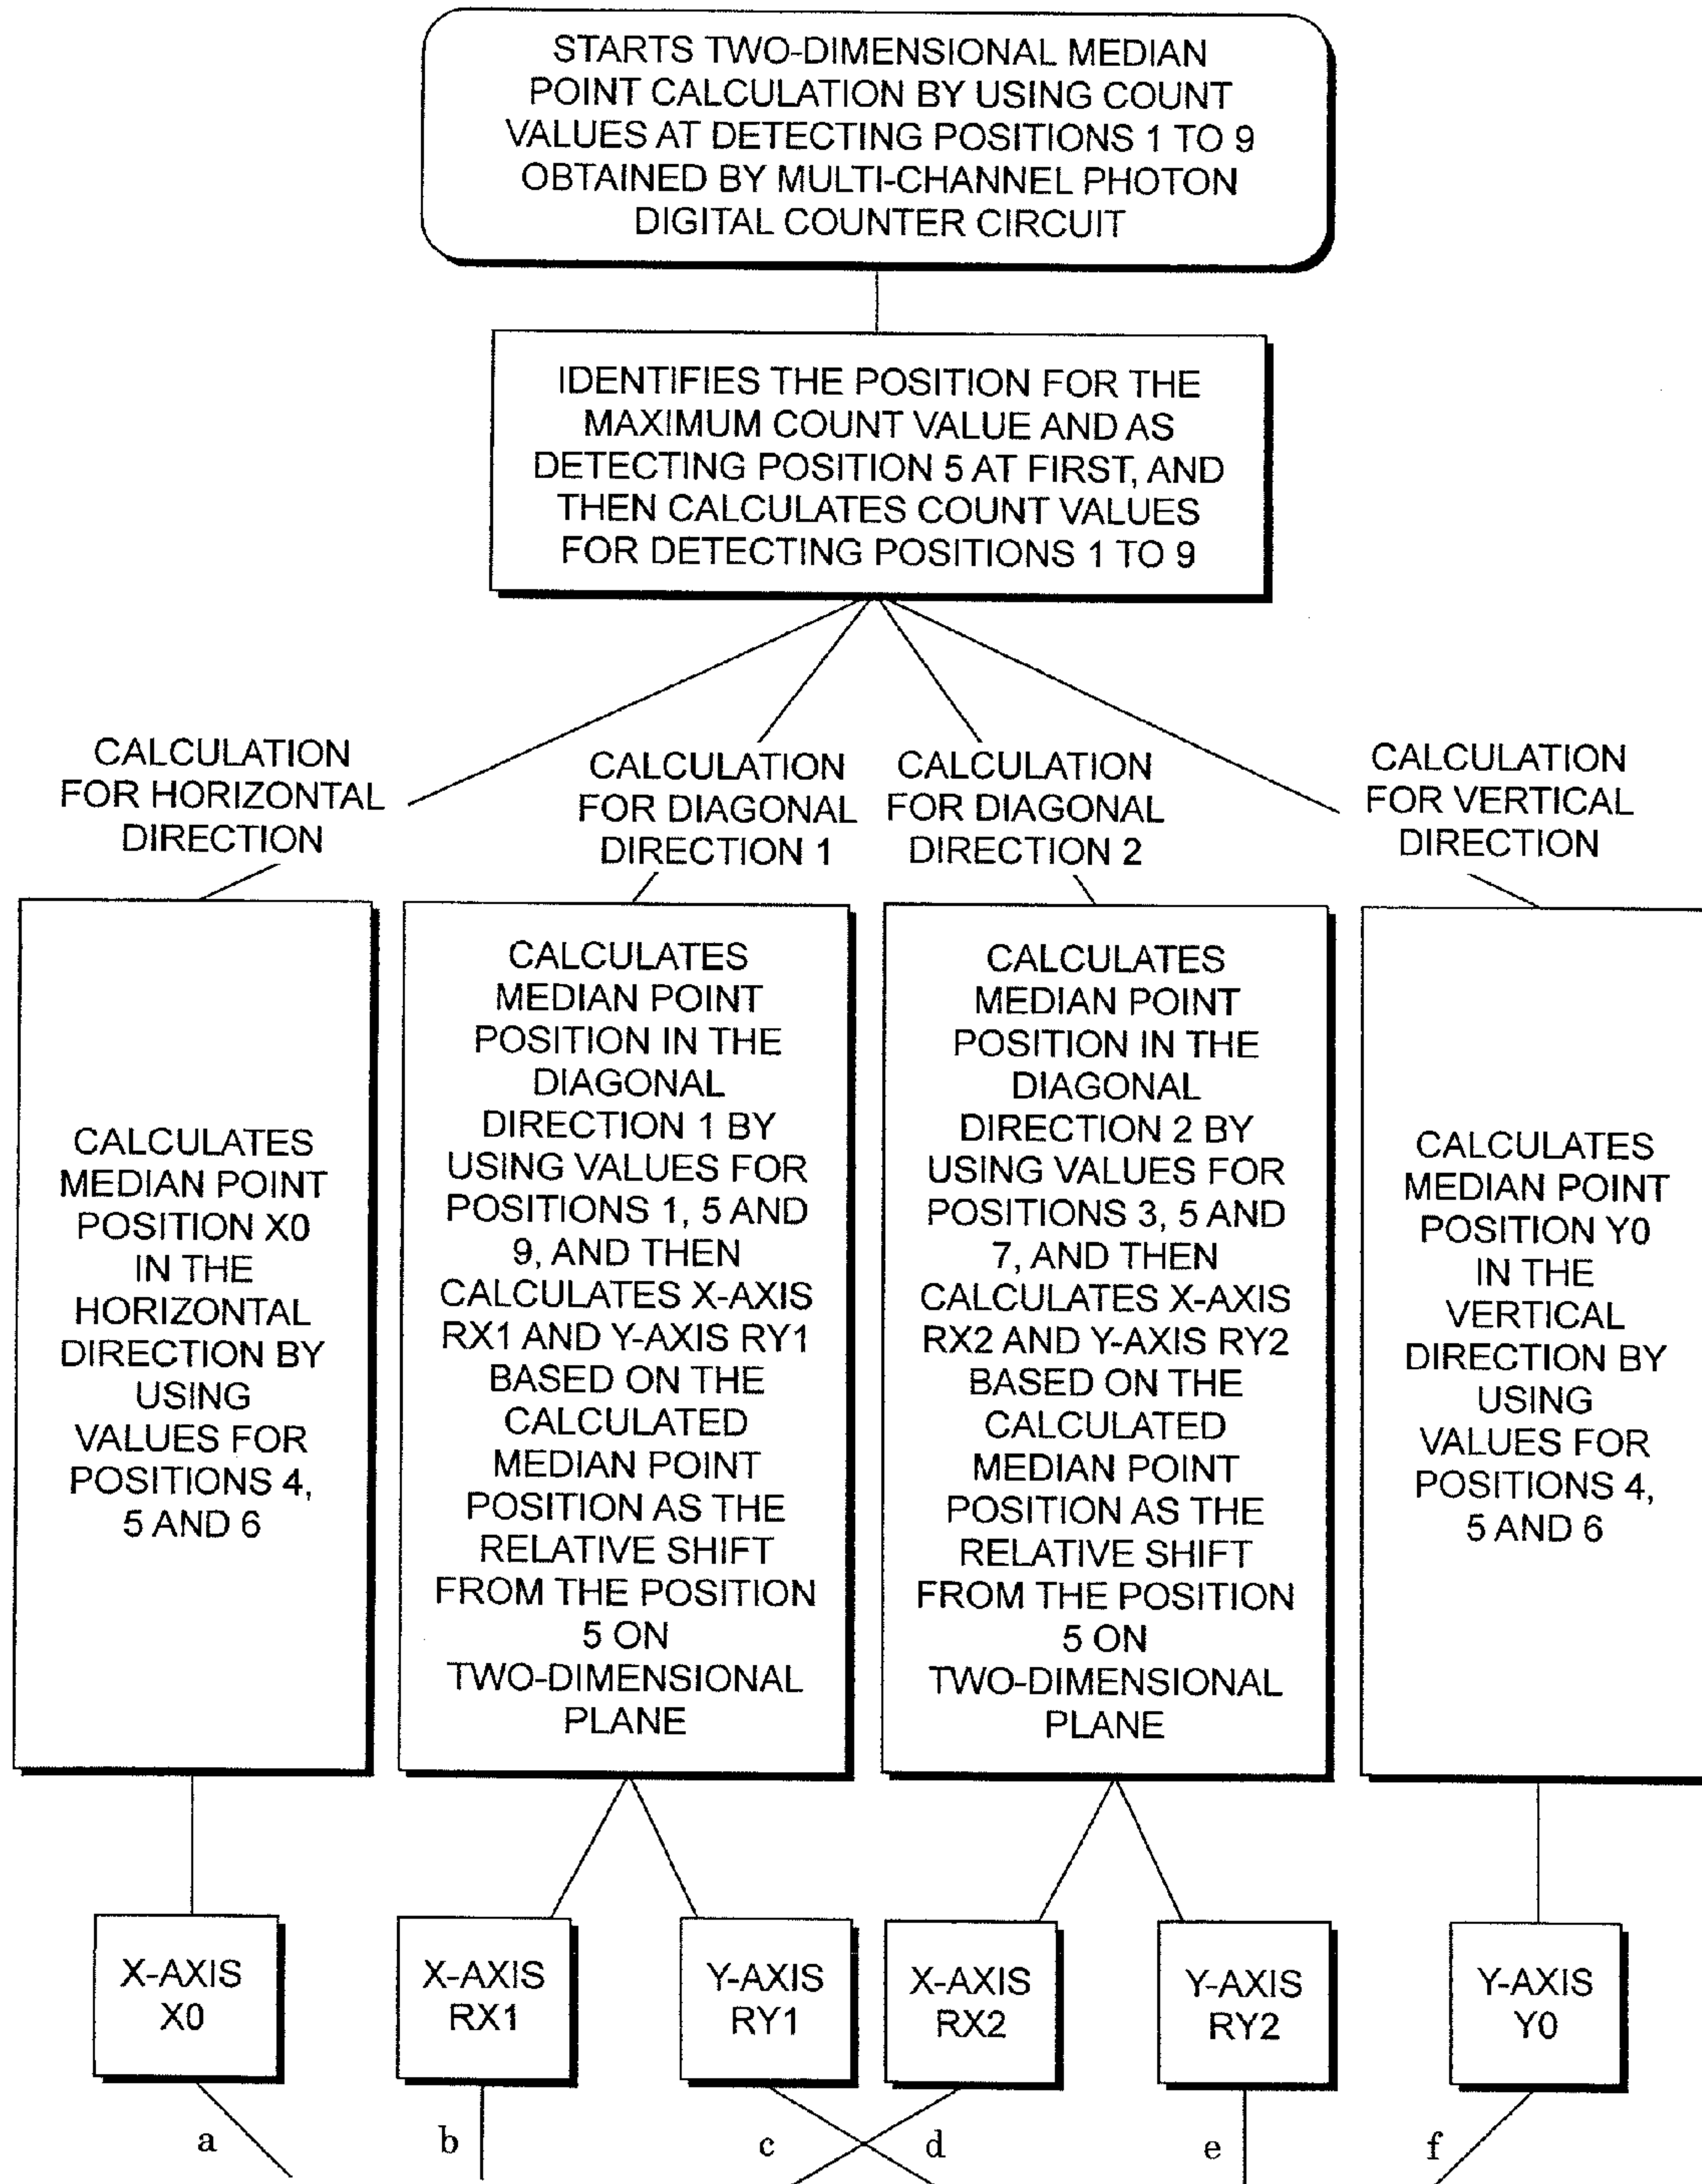 STARTS TWO-DIMENSIONAL MEDIAN
POINT CALCULATION BY USING COUNT
VALUES AT DETECTING POSITIONS 1 TO 9
OBTAINED BY MULTI-CHANNEL PHOTON
DIGITAL COUNTER CIRCUIT
IDENTIFIES THE POSITION FOR THE
MAXIMUM COUNT VALUE AND AS
DETECTING POSITION 5 AT FIRST, AND
THEN CALCULATES COUNT VALUES
FOR DETECTING POSITIONS 1 TO 9
CALCULATION
FOR HORIZONTAL
DIRECTION
CALCULATION
FOR DIAGONAL
DIRECTION 1
CALCULATION
FOR DIAGONAL
DIRECTION 2
CALCULATION
FOR VERTICAL
DIRECTION
CALCULATES
MEDIAN POINT
POSITION X0
IN THE
HORIZONTAL
DIRECTION BY
USING
VALUES FOR
POSITIONS 4,
5 AND 6
CALCULATES
MEDIAN POINT
POSITION IN THE
DIAGONAL
DIRECTION 1 BY
USING VALUES FOR
POSITIONS 1, 5 AND
9, AND THEN
CALCULATES X-AXIS
RX1 AND Y-AXIS RY1
BASED ON THE
CALCULATED
MEDIAN POINT
POSITION AS THE
RELATIVE SHIFT
FROM THE POSITION
5 ON
TWO-DIMENSIONAL
PLANE
CALCULATES
MEDIAN POINT
POSITION IN THE
DIAGONAL
DIRECTION 2 BY
USING VALUES FOR
POSITIONS 3, 5 AND
7, AND THEN
CALCULATES X-AXIS
RX2 AND Y-AXIS RY2
BASED ON THE
CALCULATED
MEDIAN POINT
POSITION AS THE
RELATIVE SHIFT
FROM THE POSITION
5 ON
TWO-DIMENSIONAL
PLANE
CALCULATES
MEDIAN POINT
POSITION Y0
IN THE
VERTICAL
DIRECTION BY
USING
VALUES FOR
POSITIONS 4,
5 AND 6
X-AXIS
X0
X-AXIS
RX1
Y-AXIS
RY1
X-AXIS
RX2
Y-AXIS
RY2
Y-AXIS
Y0
a
b
c
d
e
f